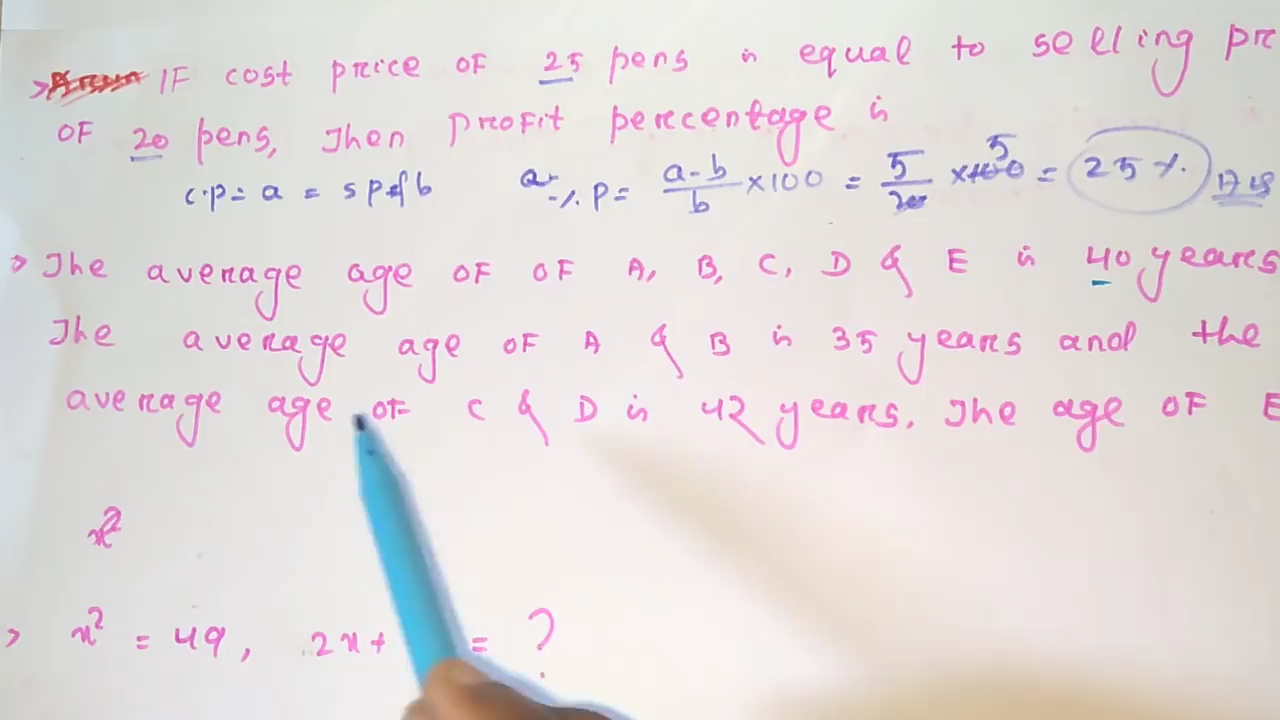 IF cost price OF 25 pens is equal to selling pr
OF 20 pens, Then Profit percentage is
c.p = a = s p of b % p = a-b/b ×100 = 5/20 ×100 5 = 25 %.
The average age OF OF A, B, C, D & E is 40 years
The average age OF A & B is 35 years and the
average age OF C & D is 42 years. The age OF E
x²
x² = 49, 2x+ = ?